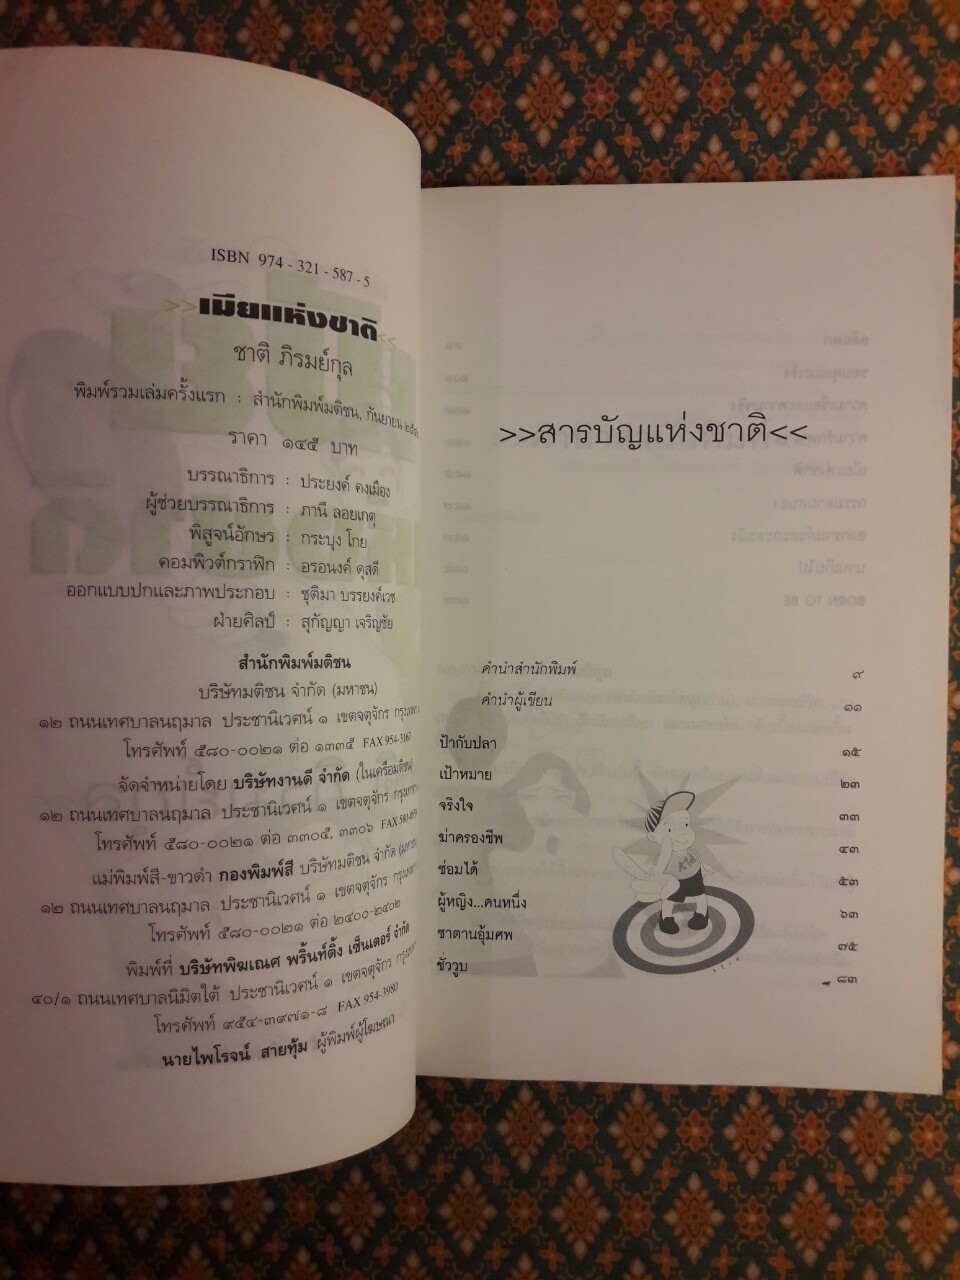 ISBN 974 - 321 - 587 - 5
>>เมียแห่งชาติ<<
ชาติ ภิรมย์กุล
พิมพ์รวมเล่มครั้งแรก : สำนักพิมพ์มติชน, กันยายน
ราคา ๑๔๕ บาท
บรรณาธิการ : ประยงค์ คงเมือง
ผู้ช่วยบรรณาธิการ : ภานี ลอยเกตุ
พิสูจน์อักษร : กระบุง โกย
คอมพิวต์กราฟิก : อรอนงค์ ดุสดี
ออกแบบปกและภาพประกอบ : ชุติมา บรรยงค์เวช
ฝ่ายศิลป์ : สุกัญญา เจริญชัย
สำนักพิมพ์มติชน
บริษัทมติชน จำกัด (มหาชน)
๑๒ ถนนเทศบาลนฤมาล ประชานิเวศน์ ๑ เขตจตุจักร กรุงเทพฯ
โทรศัพท์ ๕๘๐-๐๐๒๑ ต่อ ๑๓๓๕ FAX 954-3167
จัดจำหน่ายโดย บริษัทงานดี จำกัด (ในเครือมติชน)
๑๒ ถนนเทศบาลนฤมาล ประชานิเวศน์ ๑ เขตจตุจักร กรุงเทพฯ
โทรศัพท์ ๕๘๐-๐๐๒๑ ต่อ ๓๓๐๕, ๓๓๐๖ FAX
แม่พิมพ์สี-ขาวดำ กองพิมพ์สี บริษัทมติชน จำกัด
๑๒ ถนนเทศบาลนฤมาล ประชานิเวศน์ ๑ เขตจตุจักร
โทรศัพท์ ๕๘๐-๐๐๒๑ ต่อ ๒๔๐๐-๒๔๐๒
พิมพ์ที่ บริษัทพิฆเณศ พริ้นท์ติ้ง เซ็นเตอร์ จำกัด
๔๐/๑ ถนนเทศบาลนิมิตใต้ ประชานิเวศน์ ๑ เขตจตุจักร
โทรศัพท์ ๙๕๔-๓๙๗๑-๘ FAX 954-3980
นายไพโรจน์ สายทุ้ม ผู้พิมพ์ผู้โฆษณา
>>สารบัญแห่งชาติ<<
คำนำสำนักพิมพ์ ๙
คำนำผู้เขียน ๑๑
ป้ากับปลา ๑๕
เป้าหมาย ๒๓
จริงใจ ๓๓
ฆ่าครองชีพ ๔๓
ซ่อมได้ ๕๓
ผู้หญิง...คนหนึ่ง ๖๓
ซาตานอุ้มศพ ๗๕
ชั่ววูบ ๘๓